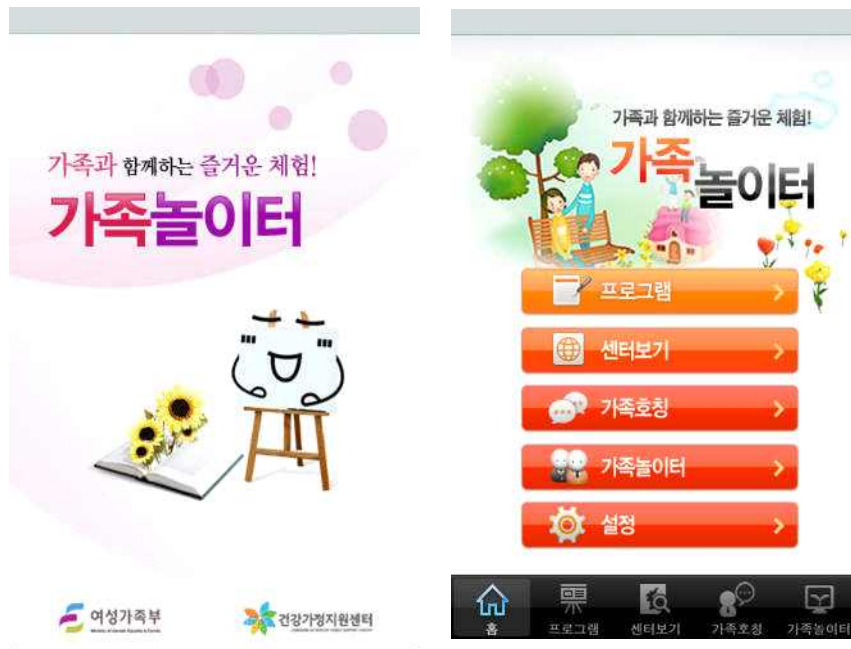 가족과 함께하는 즐거운 체험!
가족놀이터
여성가족부
건강가정지원센터
가족과 함께하는 즐거운 체험!
가족놀이터
프로그램
센터보기
가족호칭
가족놀이터
설정
홈 프로그램 센터보기 가족호칭 가족놀이터